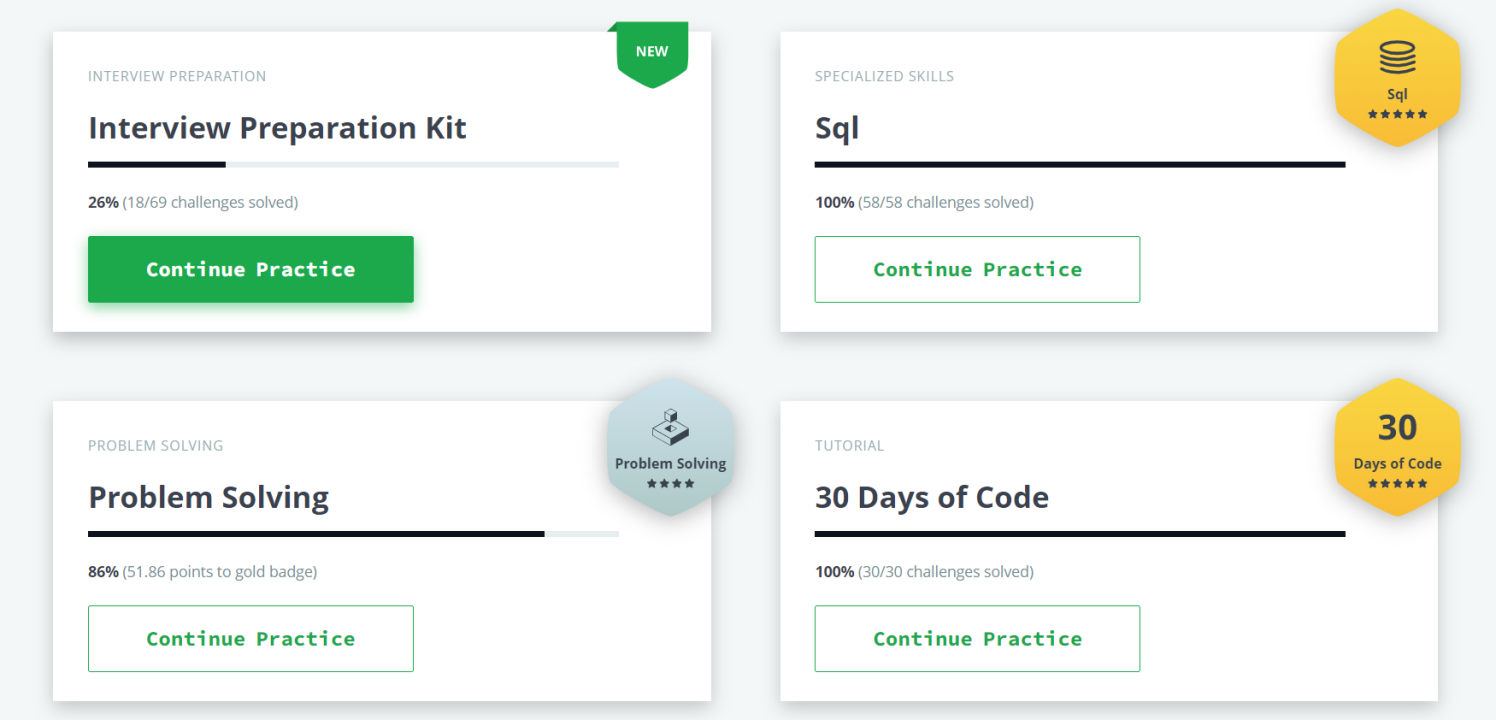 NEW
INTERVIEW PREPARATION
Interview Preparation Kit
26% (18/69 challenges solved)
Continue Practice
Sql
SPECIALIZED SKILLS
Sql
100% (58/58 challenges solved)
Continue Practice
PROBLEM SOLVING
Problem Solving
Problem Solving
86% (51.86 points to gold badge)
Continue Practice
30
Days of Code
TUTORIAL
30 Days of Code
100% (30/30 challenges solved)
Continue Practice